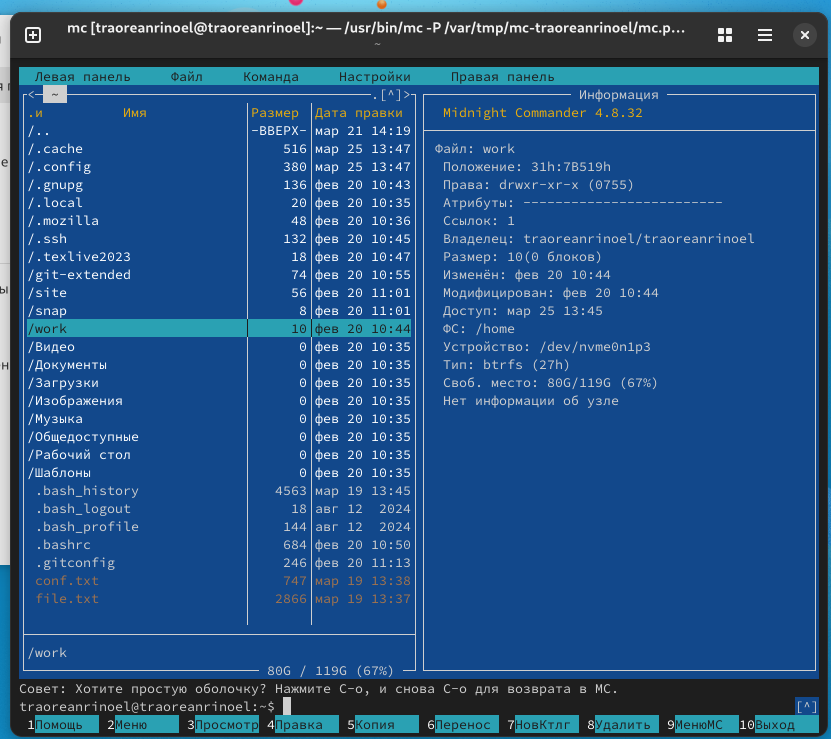 mc [traoreanrinoel@traoreanrinoel]:~ — /usr/bin/mc -P /var/tmp/mc-traoreanrinoel/mc.p…
~
Левая панель Файл Команда Настройки Правая панель
<─ ~ .[^]>
.и Имя Размер Дата правки
/.. -ВВЕРХ- мар 21 14:19
/.cache 516 мар 25 13:47
/.config 380 мар 25 13:47
/.gnupg 136 фев 20 10:43
/.local 20 фев 20 10:35
/.mozilla 48 фев 20 10:36
/.ssh 132 фев 20 10:45
/.texlive2023 18 фев 20 10:47
/git-extended 74 фев 20 10:55
/site 56 фев 20 11:01
/snap 8 фев 20 11:01
/work 10 фев 20 10:44
/Видео 0 фев 20 10:35
/Документы 0 фев 20 10:35
/Загрузки 0 фев 20 10:35
/Изображения 0 фев 20 10:35
/Музыка 0 фев 20 10:35
/Общедоступные 0 фев 20 10:35
/Рабочий стол 0 фев 20 10:35
/Шаблоны 0 фев 20 10:35
.bash_history 4563 мар 19 13:45
.bash_logout 18 авг 12 2024
.bash_profile 144 авг 12 2024
.bashrc 684 фев 20 10:50
.gitconfig 246 фев 20 11:13
conf.txt 747 мар 19 13:38
file.txt 2866 мар 19 13:37
/work
80G / 119G (67%)
Информация
Midnight Commander 4.8.32
Файл: work
Положение: 31h:7B519h
Права: drwxr-xr-x (0755)
Атрибуты: -------------------------
Ссылок: 1
Владелец: traoreanrinoel/traoreanrinoel
Размер: 10(0 блоков)
Изменён: фев 20 10:44
Модифицирован: фев 20 10:44
Доступ: мар 25 13:45
ФС: /home
Устройство: /dev/nvme0n1p3
Тип: btrfs (27h)
Своб. место: 80G/119G (67%)
Нет информации об узле
Совет: Хотите простую оболочку? Нажмите C-o, и снова C-o для возврата в MC.
traoreanrinoel@traoreanrinoel:~$ [^]
1Помощь 2Меню 3Просмотр 4Правка 5Копия 6Перенос 7НовКтлг 8Удалить 9МенюMC 10Выход